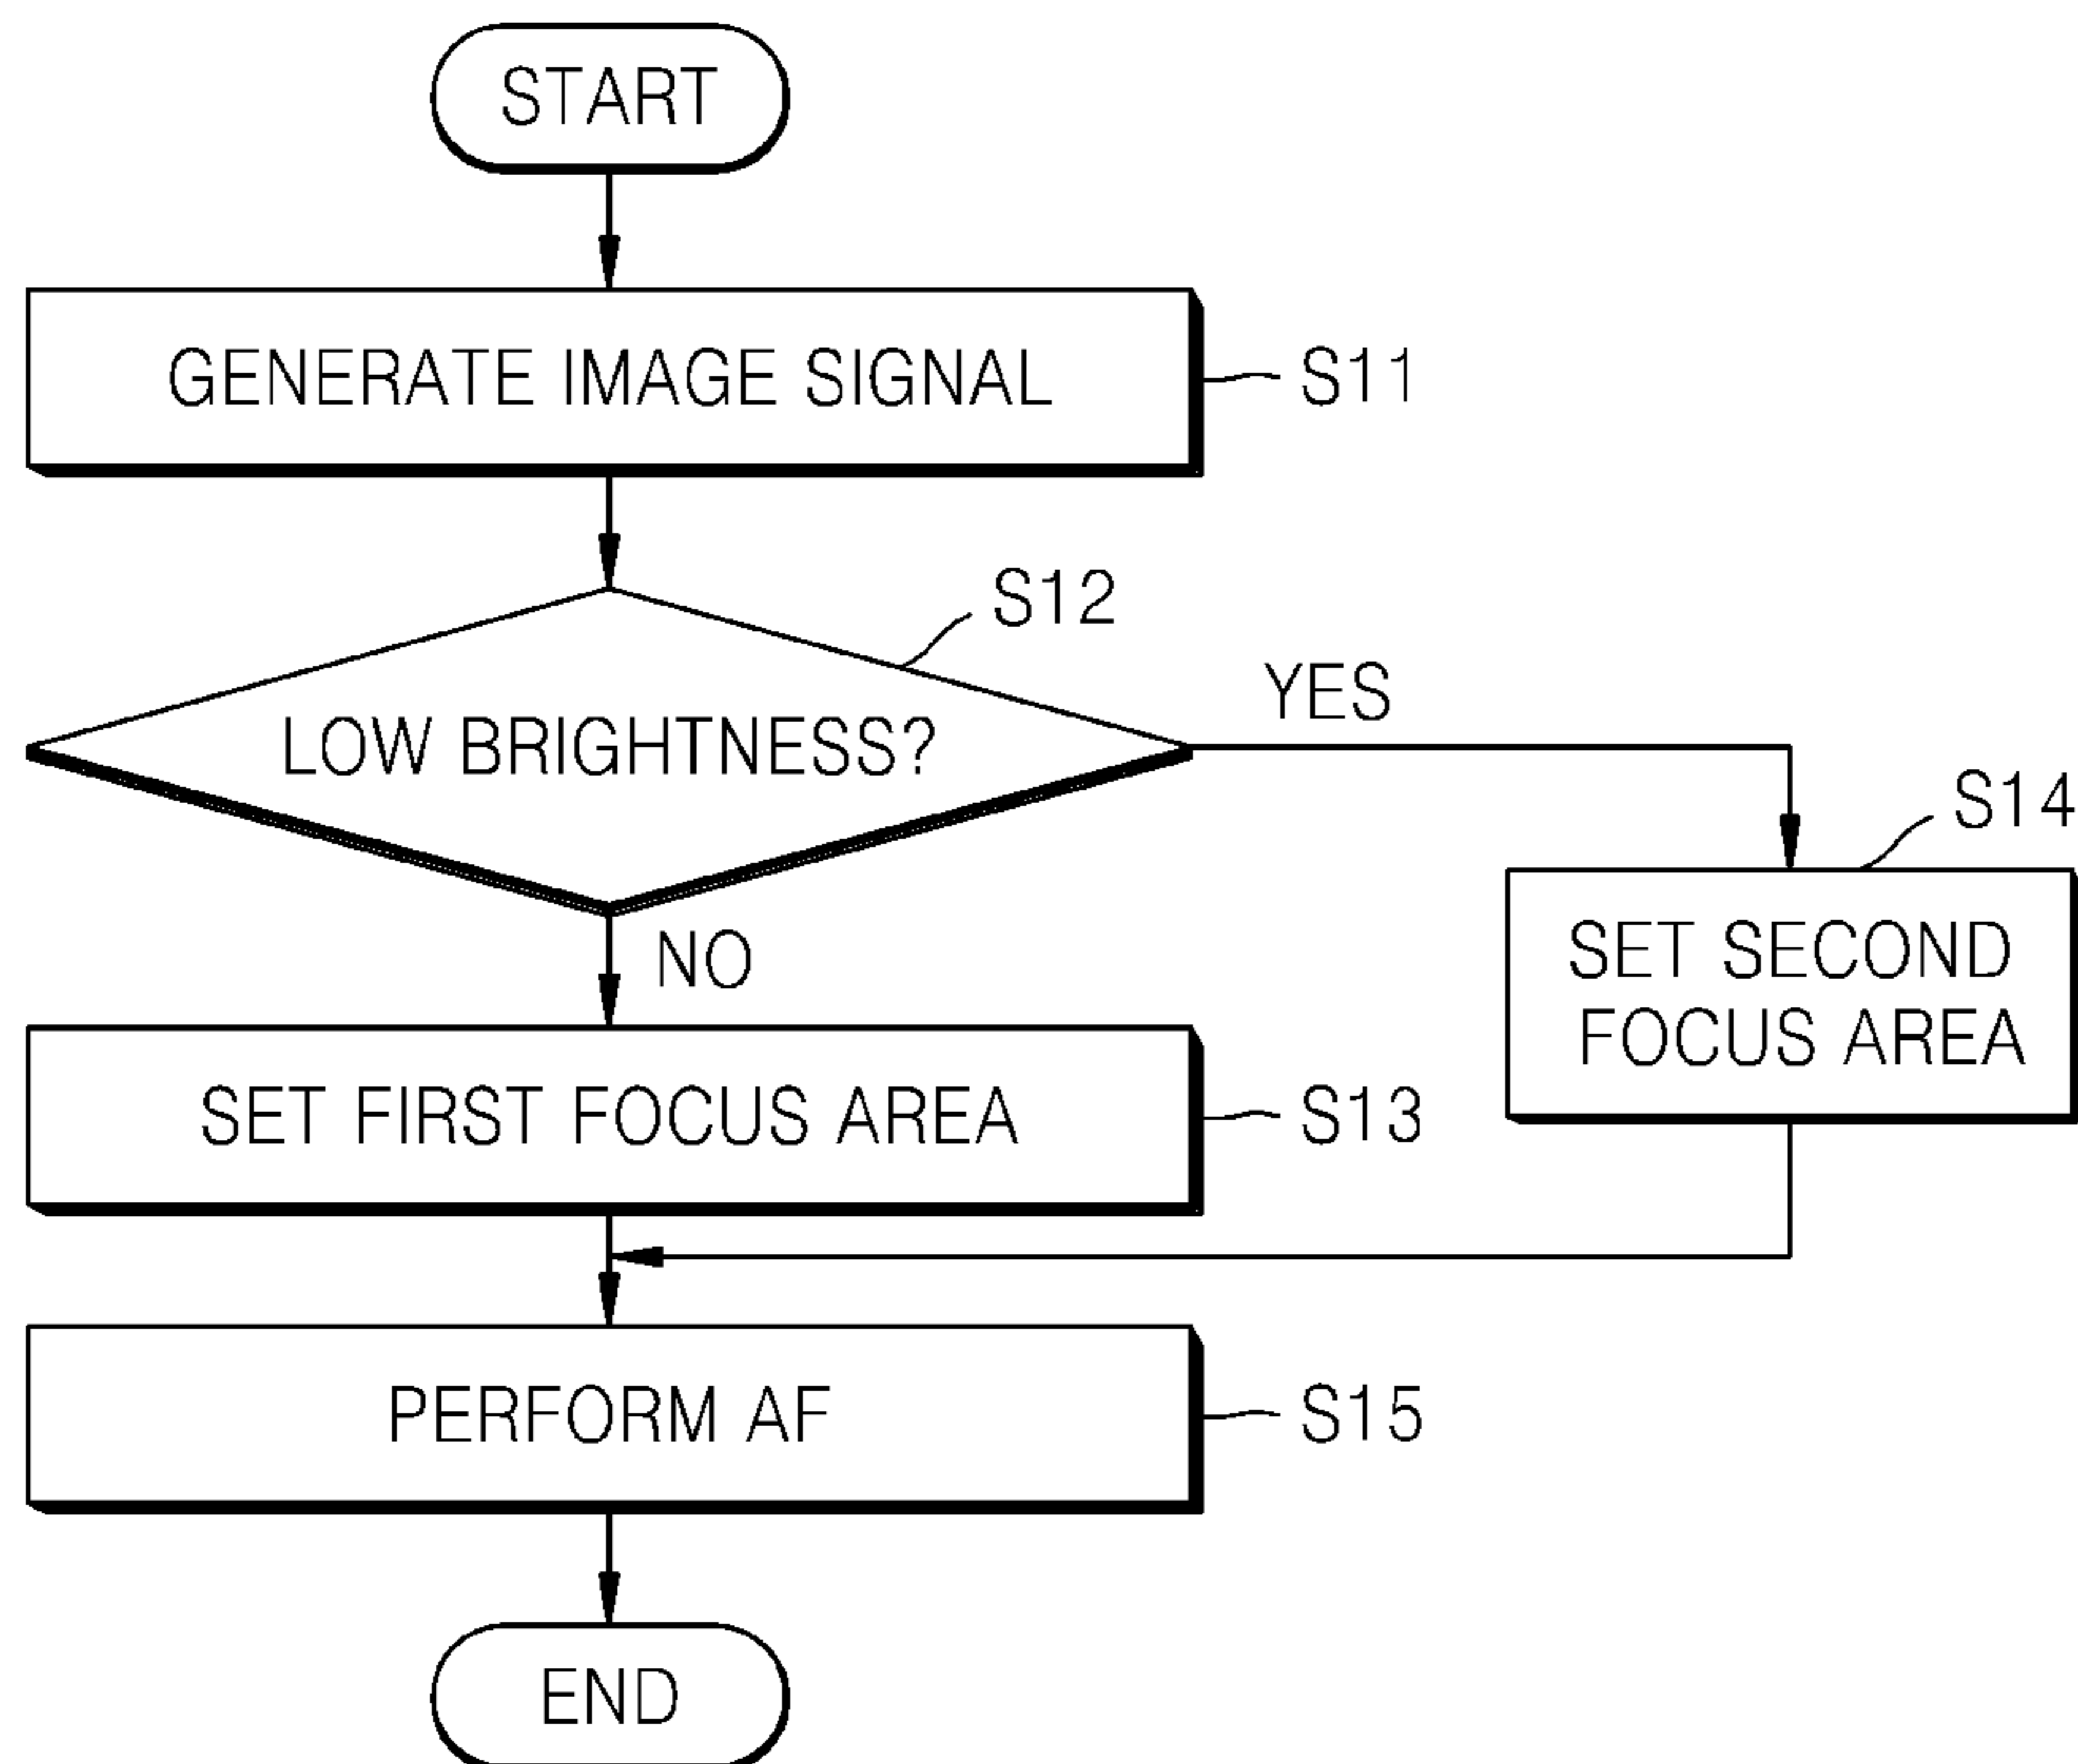 START
GENERATE IMAGE SIGNAL
S11
S12
LOW BRIGHTNESS?
YES
S14
SET SECOND
FOCUS AREA
NO
SET FIRST FOCUS AREA
S13
PERFORM AF
S15
END